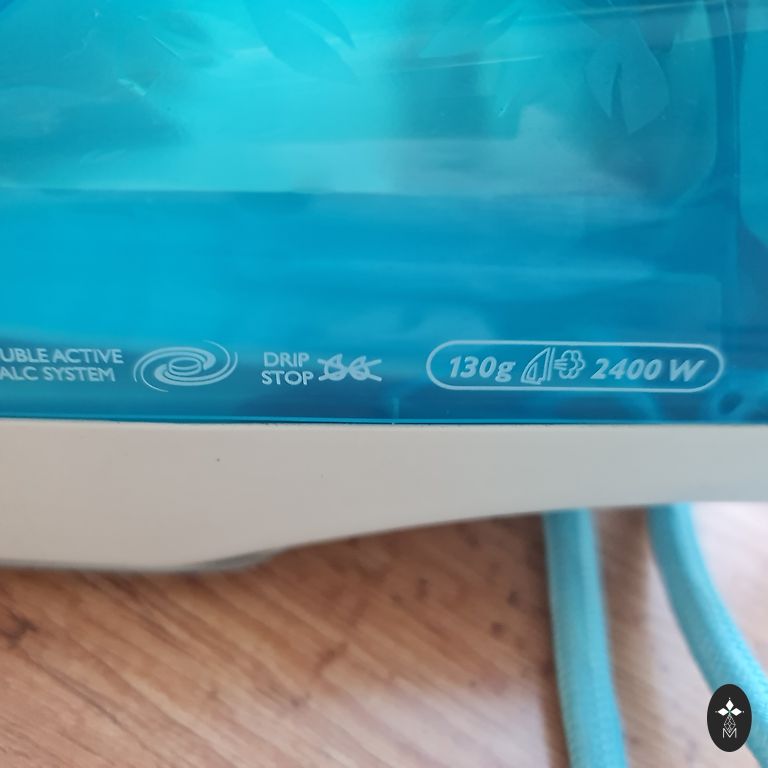 UBLE ACTIVE
ALC SYSTEM
DRIP
STOP
130g 2400 W
M